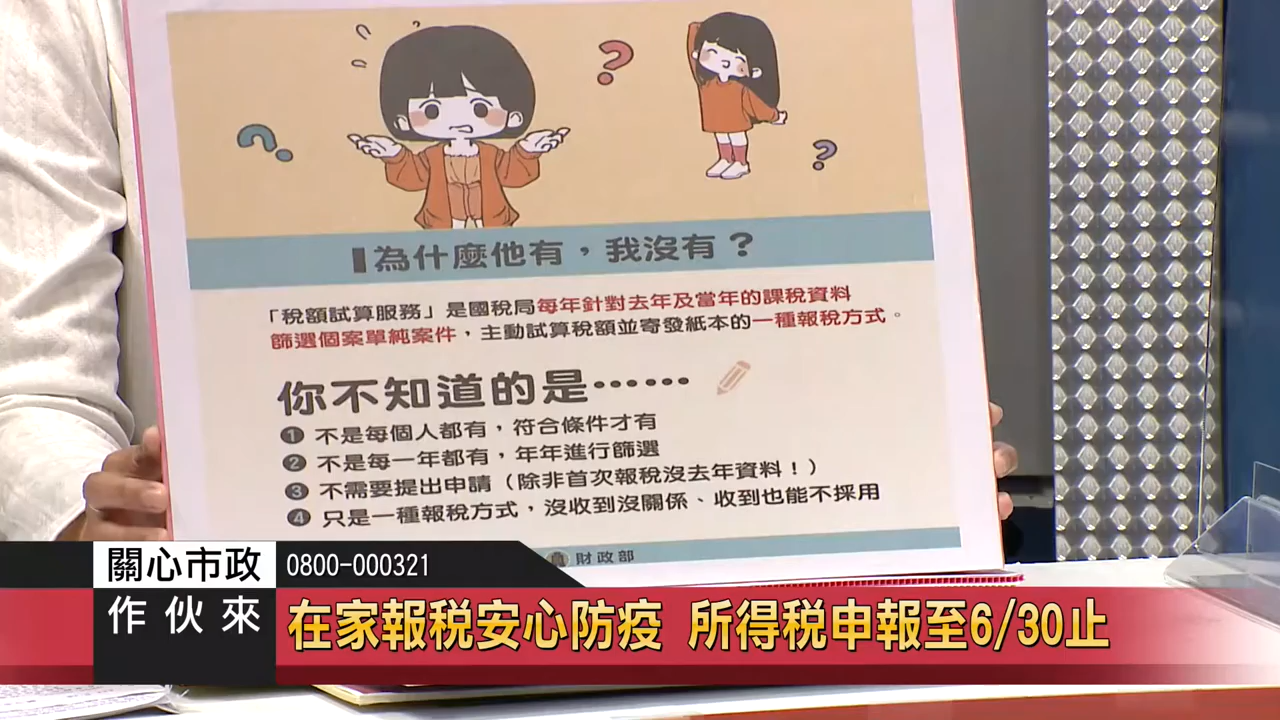 為什麼他有，我沒有？
「稅額試算服務」是國稅局每年針對去年及當年的課稅資料
篩選個案單純案件，主動試算稅額並寄發紙本的一種報稅方式。
你不知道的是⋯⋯
1 不是每個人都有，符合條件才有
2 不是每一年都有，年年進行篩選
3 不需要提出申請（除非首次報稅沒去年資料！）
4 只是一種報稅方式，沒收到沒關係、收到也能不採用
財政部
關心市政
0800-000321
作伙來
在家報稅安心防疫 所得稅申報至6/30止